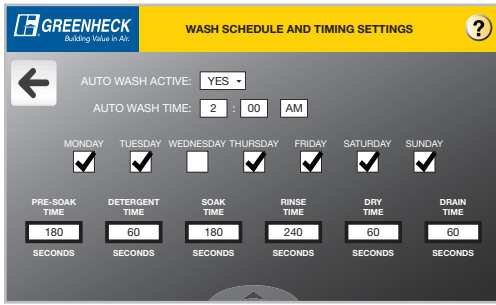 GREENHECK
Building Value in Air.
WASH SCHEDULE AND TIMING SETTINGS
?
AUTO WASH ACTIVE: YES
AUTO WASH TIME: 2 : 00 AM
MONDAY TUESDAY WEDNESDAY THURSDAY FRIDAY SATURDAY SUNDAY
PRE-SOAK TIME DETERGENT TIME SOAK TIME RINSE TIME DRY TIME DRAIN TIME
180 60 180 240 60 60
SECONDS SECONDS SECONDS SECONDS SECONDS SECONDS